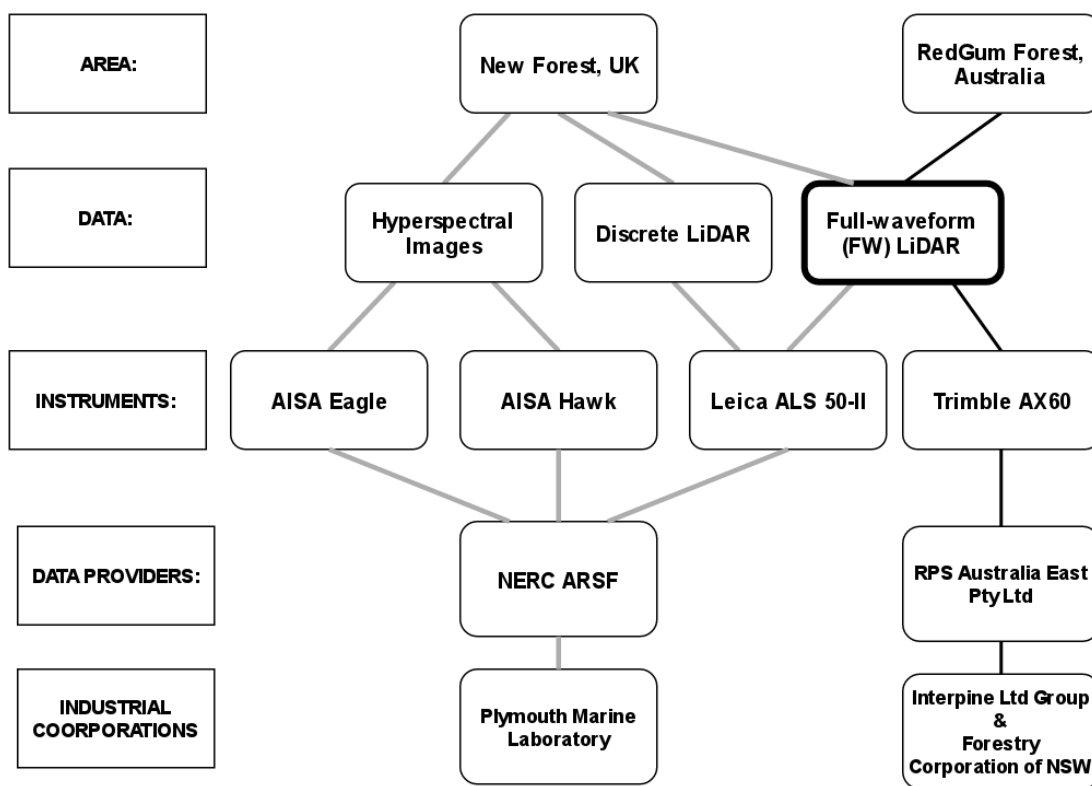 AREA:
New Forest, UK
RedGum Forest,
Australia
DATA:
Hyperspectral
Images
Discrete LiDAR
Full-waveform
(FW) LiDAR
INSTRUMENTS:
AISA Eagle
AISA Hawk
Leica ALS 50-II
Trimble AX60
DATA PROVIDERS:
NERC ARSF
RPS Australia East
Pty Ltd
INDUSTRIAL
COORPORATIONS
Plymouth Marine
Laboratory
Interpine Ltd Group
&
Forestry
Corporation of NSW